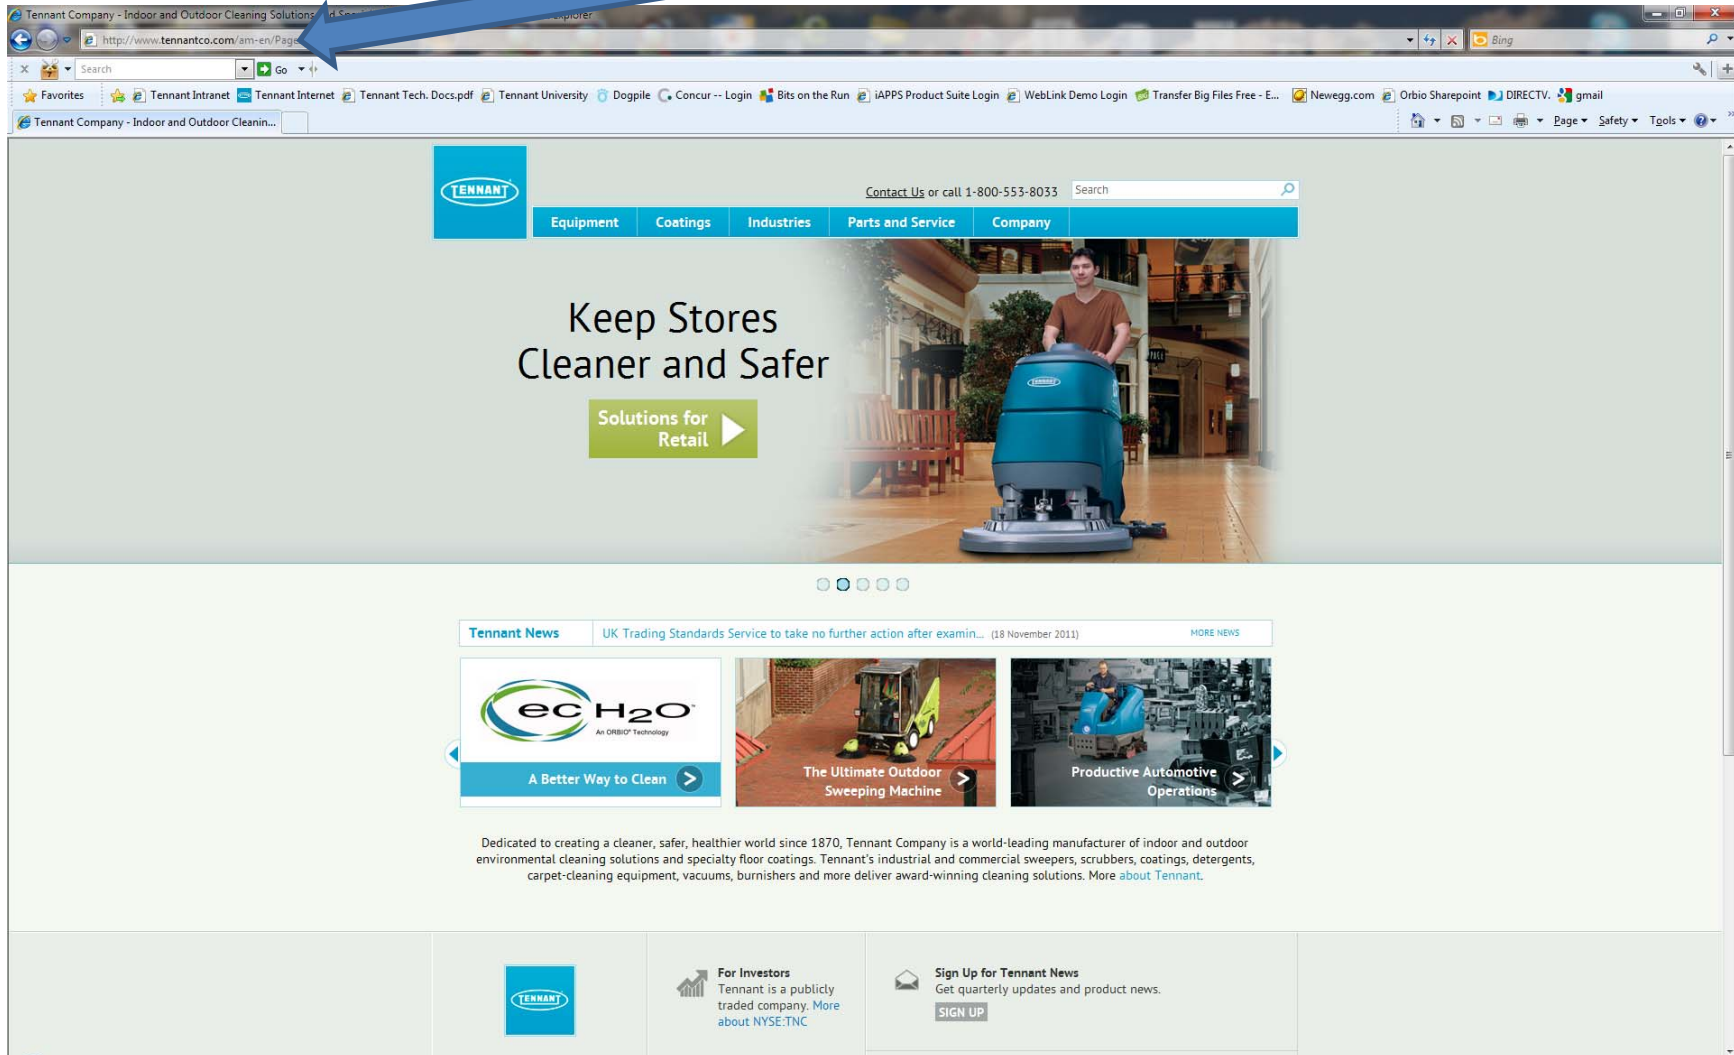 Tennant Company - Indoor and Outdoor Cleaning Solutions
Explorer
http://www.tennantco.com/am-en/Page
Bing
Search
Go
Favorites
Tennant Intranet
Tennant Internet
Tennant Tech. Docs.pdf
Tennant University
Dogpile
Concur -- Login
Bits on the Run
iAPPS Product Suite Login
WebLink Demo Login
Transfer Big Files Free - E...
Newegg.com
Orbio Sharepoint
DIRECTV.
gmail
Tennant Company - Indoor and Outdoor Cleanin...
Page
Safety
Tools
TENNANT
Contact Us or call 1-800-553-8033
Search
Equipment
Coatings
Industries
Parts and Service
Company
Keep Stores
Cleaner and Safer
Solutions for
Retail
TENNANT
Tennant News
UK Trading Standards Service to take no further action after examin... (18 November 2011)
MORE NEWS
ec H2O™
An ORBIO® Technology
A Better Way to Clean
The Ultimate Outdoor
Sweeping Machine
Productive Automotive
Operations
Dedicated to creating a cleaner, safer, healthier world since 1870, Tennant Company is a world-leading manufacturer of indoor and outdoor
environmental cleaning solutions and specialty floor coatings. Tennant's industrial and commercial sweepers, scrubbers, coatings, detergents,
carpet-cleaning equipment, vacuums, burnishers and more deliver award-winning cleaning solutions. More about Tennant.
TENNANT
For Investors
Tennant is a publicly
traded company. More
about NYSE:TNC
Sign Up for Tennant News
Get quarterly updates and product news.
SIGN UP